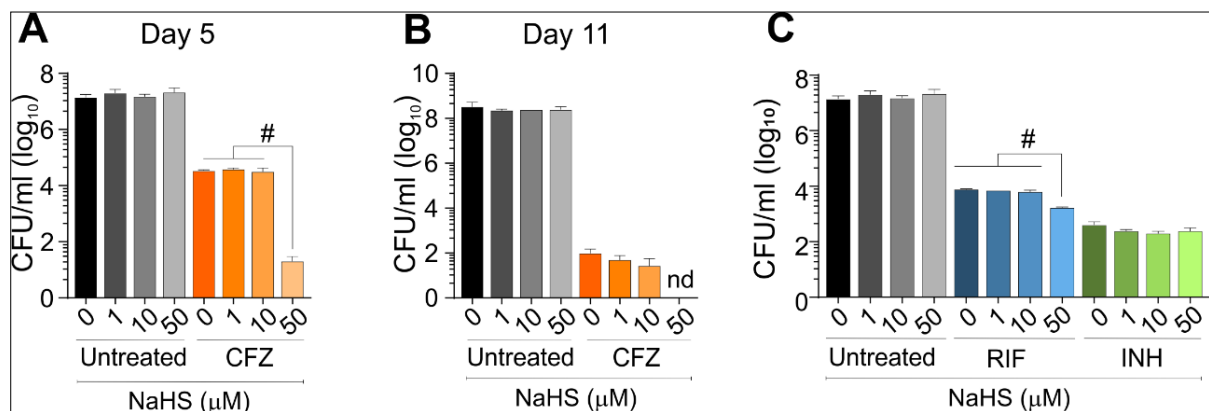 A Day 5
CFU/ml (log₁₀)
8
6
4
2
0
#
0 1 10 50 0 1 10 50
Untreated CFZ
NaHS (μM)
B Day 11
CFU/ml (log₁₀)
10
8
6
4
2
0
nd
0 1 10 50 0 1 10 50
Untreated CFZ
NaHS (μM)
C
CFU/ml (log₁₀)
8
6
4
2
0
#
0 1 10 50 0 1 10 50 0 1 10 50
Untreated RIF INH
NaHS (μM)